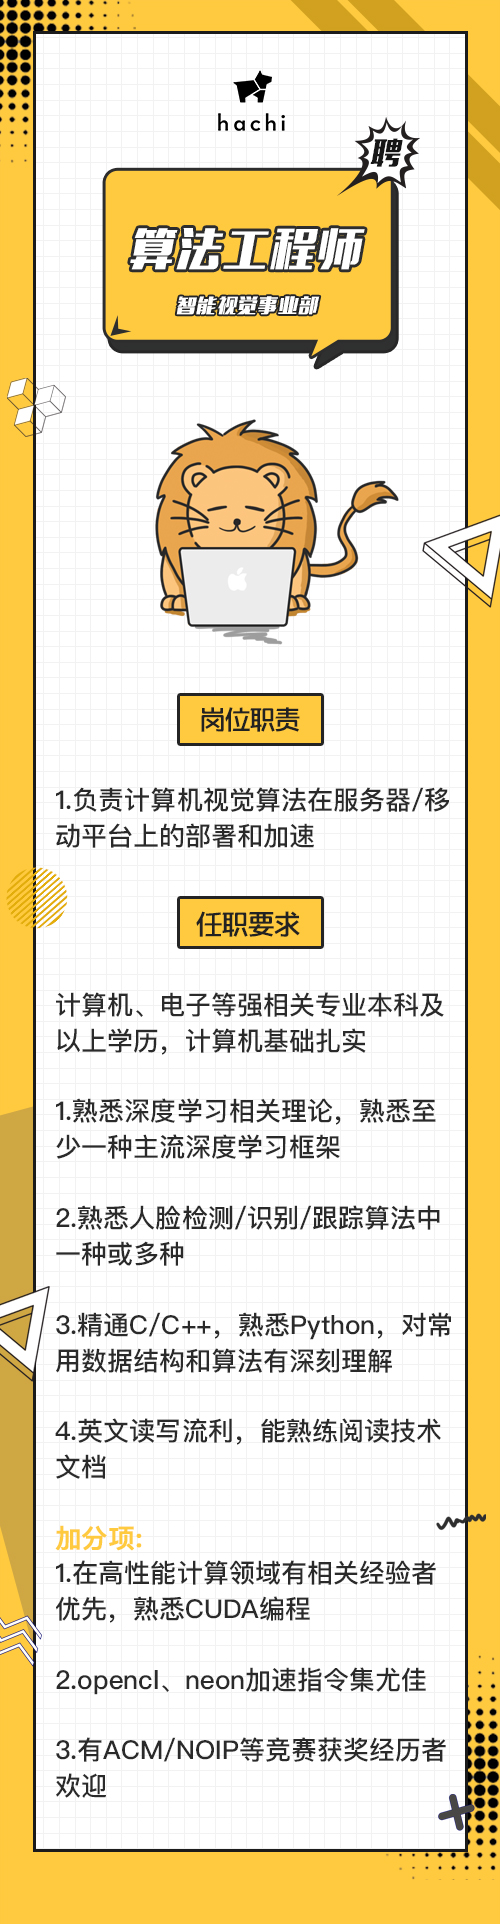 hachi
聘
算法工程师
智能视觉事业部
岗位职责
1.负责计算机视觉算法在服务器/移
动平台上的部署和加速
任职要求
计算机、电子等强相关专业本科及
以上学历，计算机基础扎实
1.熟悉深度学习相关理论，熟悉至
少一种主流深度学习框架
2.熟悉人脸检测/识别/跟踪算法中
一种或多种
3.精通C/C++，熟悉Python，对常
用数据结构和算法有深刻理解
4.英文读写流利，能熟练阅读技术
文档
加分项:
1.在高性能计算领域有相关经验者
优先，熟悉CUDA编程
2.opencl、neon加速指令集尤佳
3.有ACM/NOIP等竞赛获奖经历者
欢迎